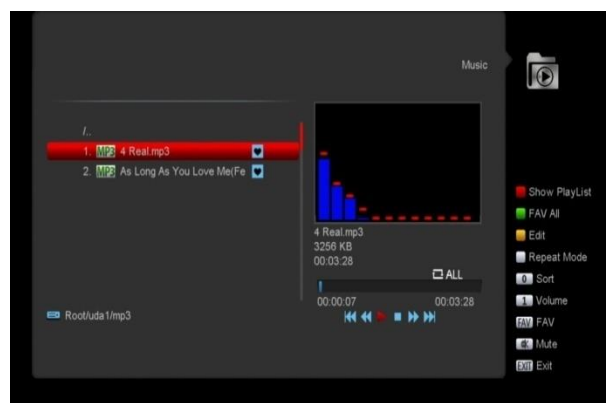 Music
/..
1. MP3 4 Real.mp3
2. MP3 As Long As You Love Me(Fe
4 Real.mp3
3256 KB
00:03:28
ALL
00:00:07 00:03:28
Root/uda1/mp3
Show PlayList
FAV All
Edit
Repeat Mode
0 Sort
1 Volume
FAV FAV
Mute
EXIT Exit